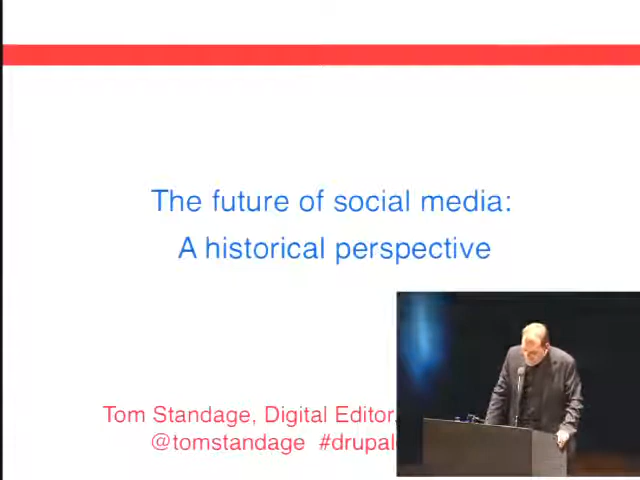 The future of social media:
A historical perspective
Tom Standage, Digital Editor,
@tomstandage #drupal